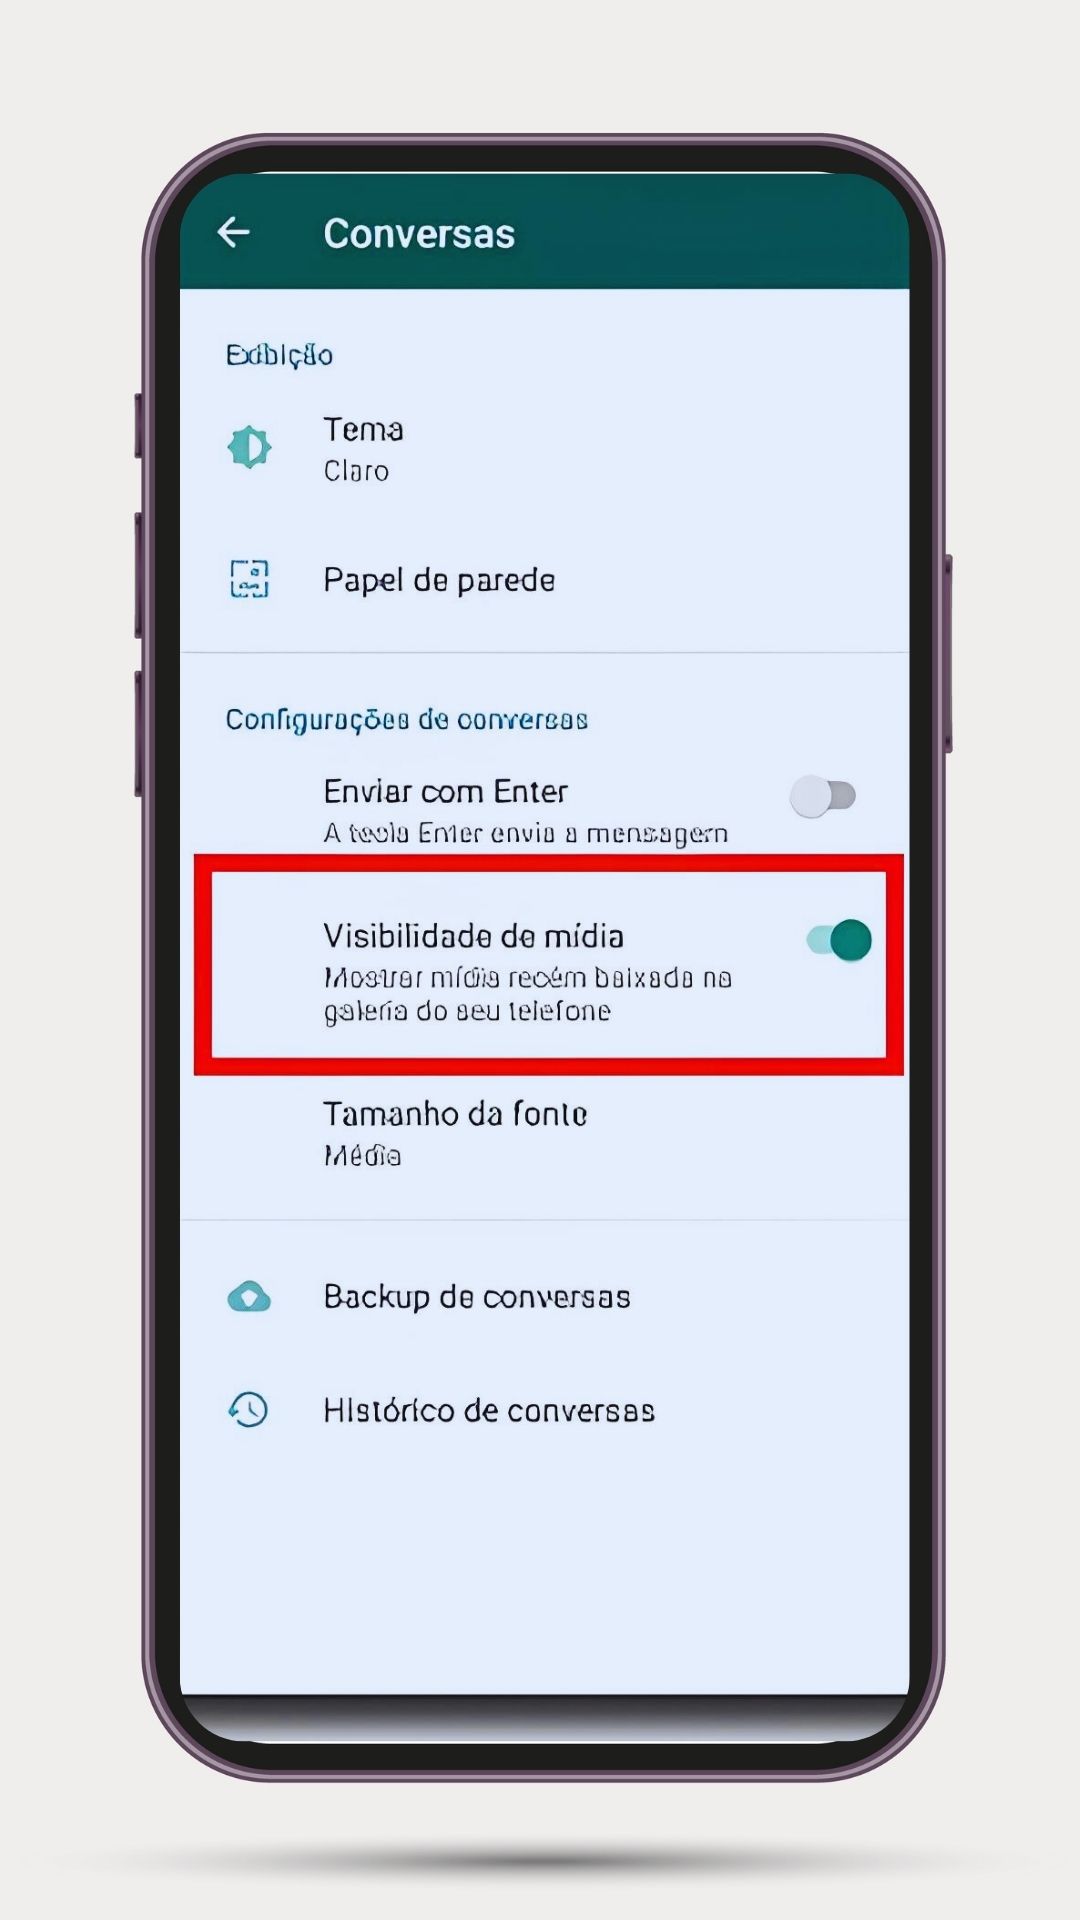 Conversas
Exibição
Tema
Claro
Papel de parede
Configurações de conversas
Enviar com Enter
A tecla Enter envia a mensagem
Visibilidade de mídia
Mostrar mídia recém baixada na
galeria do seu telefone
Tamanho da fonte
Média
Backup de conversas
Histórico de conversas